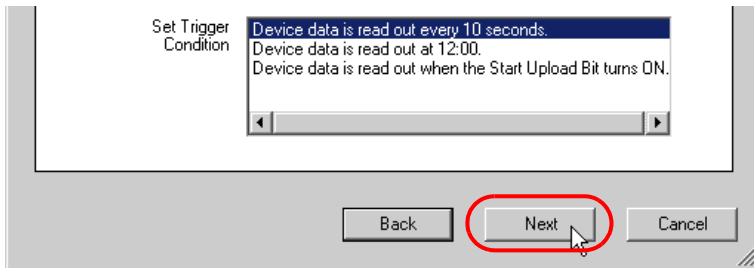 Set Trigger
Condition
Device data is read out every 10 seconds.
Device data is read out at 12:00.
Device data is read out when the Start Upload Bit turns ON.
Back
Next
Cancel